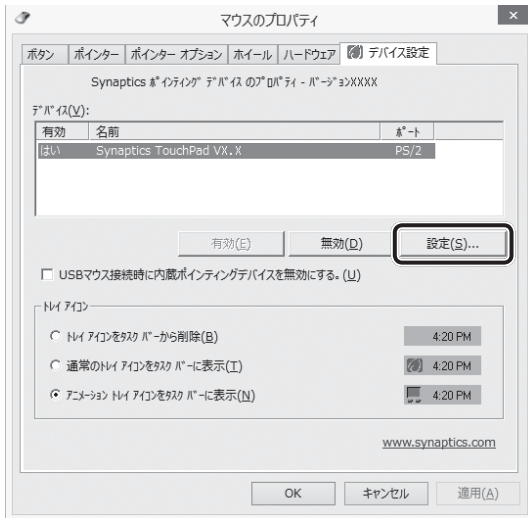 マウスのプロパティ
×
ボタン ポインター ポインター オプション ホイール ハードウェア デバイス設定
Synaptics ﾎﾟｲﾝﾃｨﾝｸﾞ ﾃﾞﾊﾞｲｽ のﾌﾟﾛﾊﾟﾃｨ - ﾊﾞｰｼﾞｮﾝXXXX
ﾃﾞﾊﾞｲｽ(V):
有効 名前 ﾎﾟｰﾄ
はい Synaptics TouchPad VX.X PS/2
有効(E) 無効(D) 設定(S)...
USBマウス接続時に内蔵ポインティングデバイスを無効にする。(U)
ﾄﾚｲ ｱｲｺﾝ
ﾄﾚｲ ｱｲｺﾝをﾀｽｸ ﾊﾞｰから削除(B) 4:20 PM
通常のﾄﾚｲ ｱｲｺﾝをﾀｽｸ ﾊﾞｰに表示(T) 4:20 PM
ｱﾆﾒｰｼｮﾝ ﾄﾚｲ ｱｲｺﾝをﾀｽｸ ﾊﾞｰに表示(N) 4:20 PM
www.synaptics.com
OK キャンセル 適用(A)